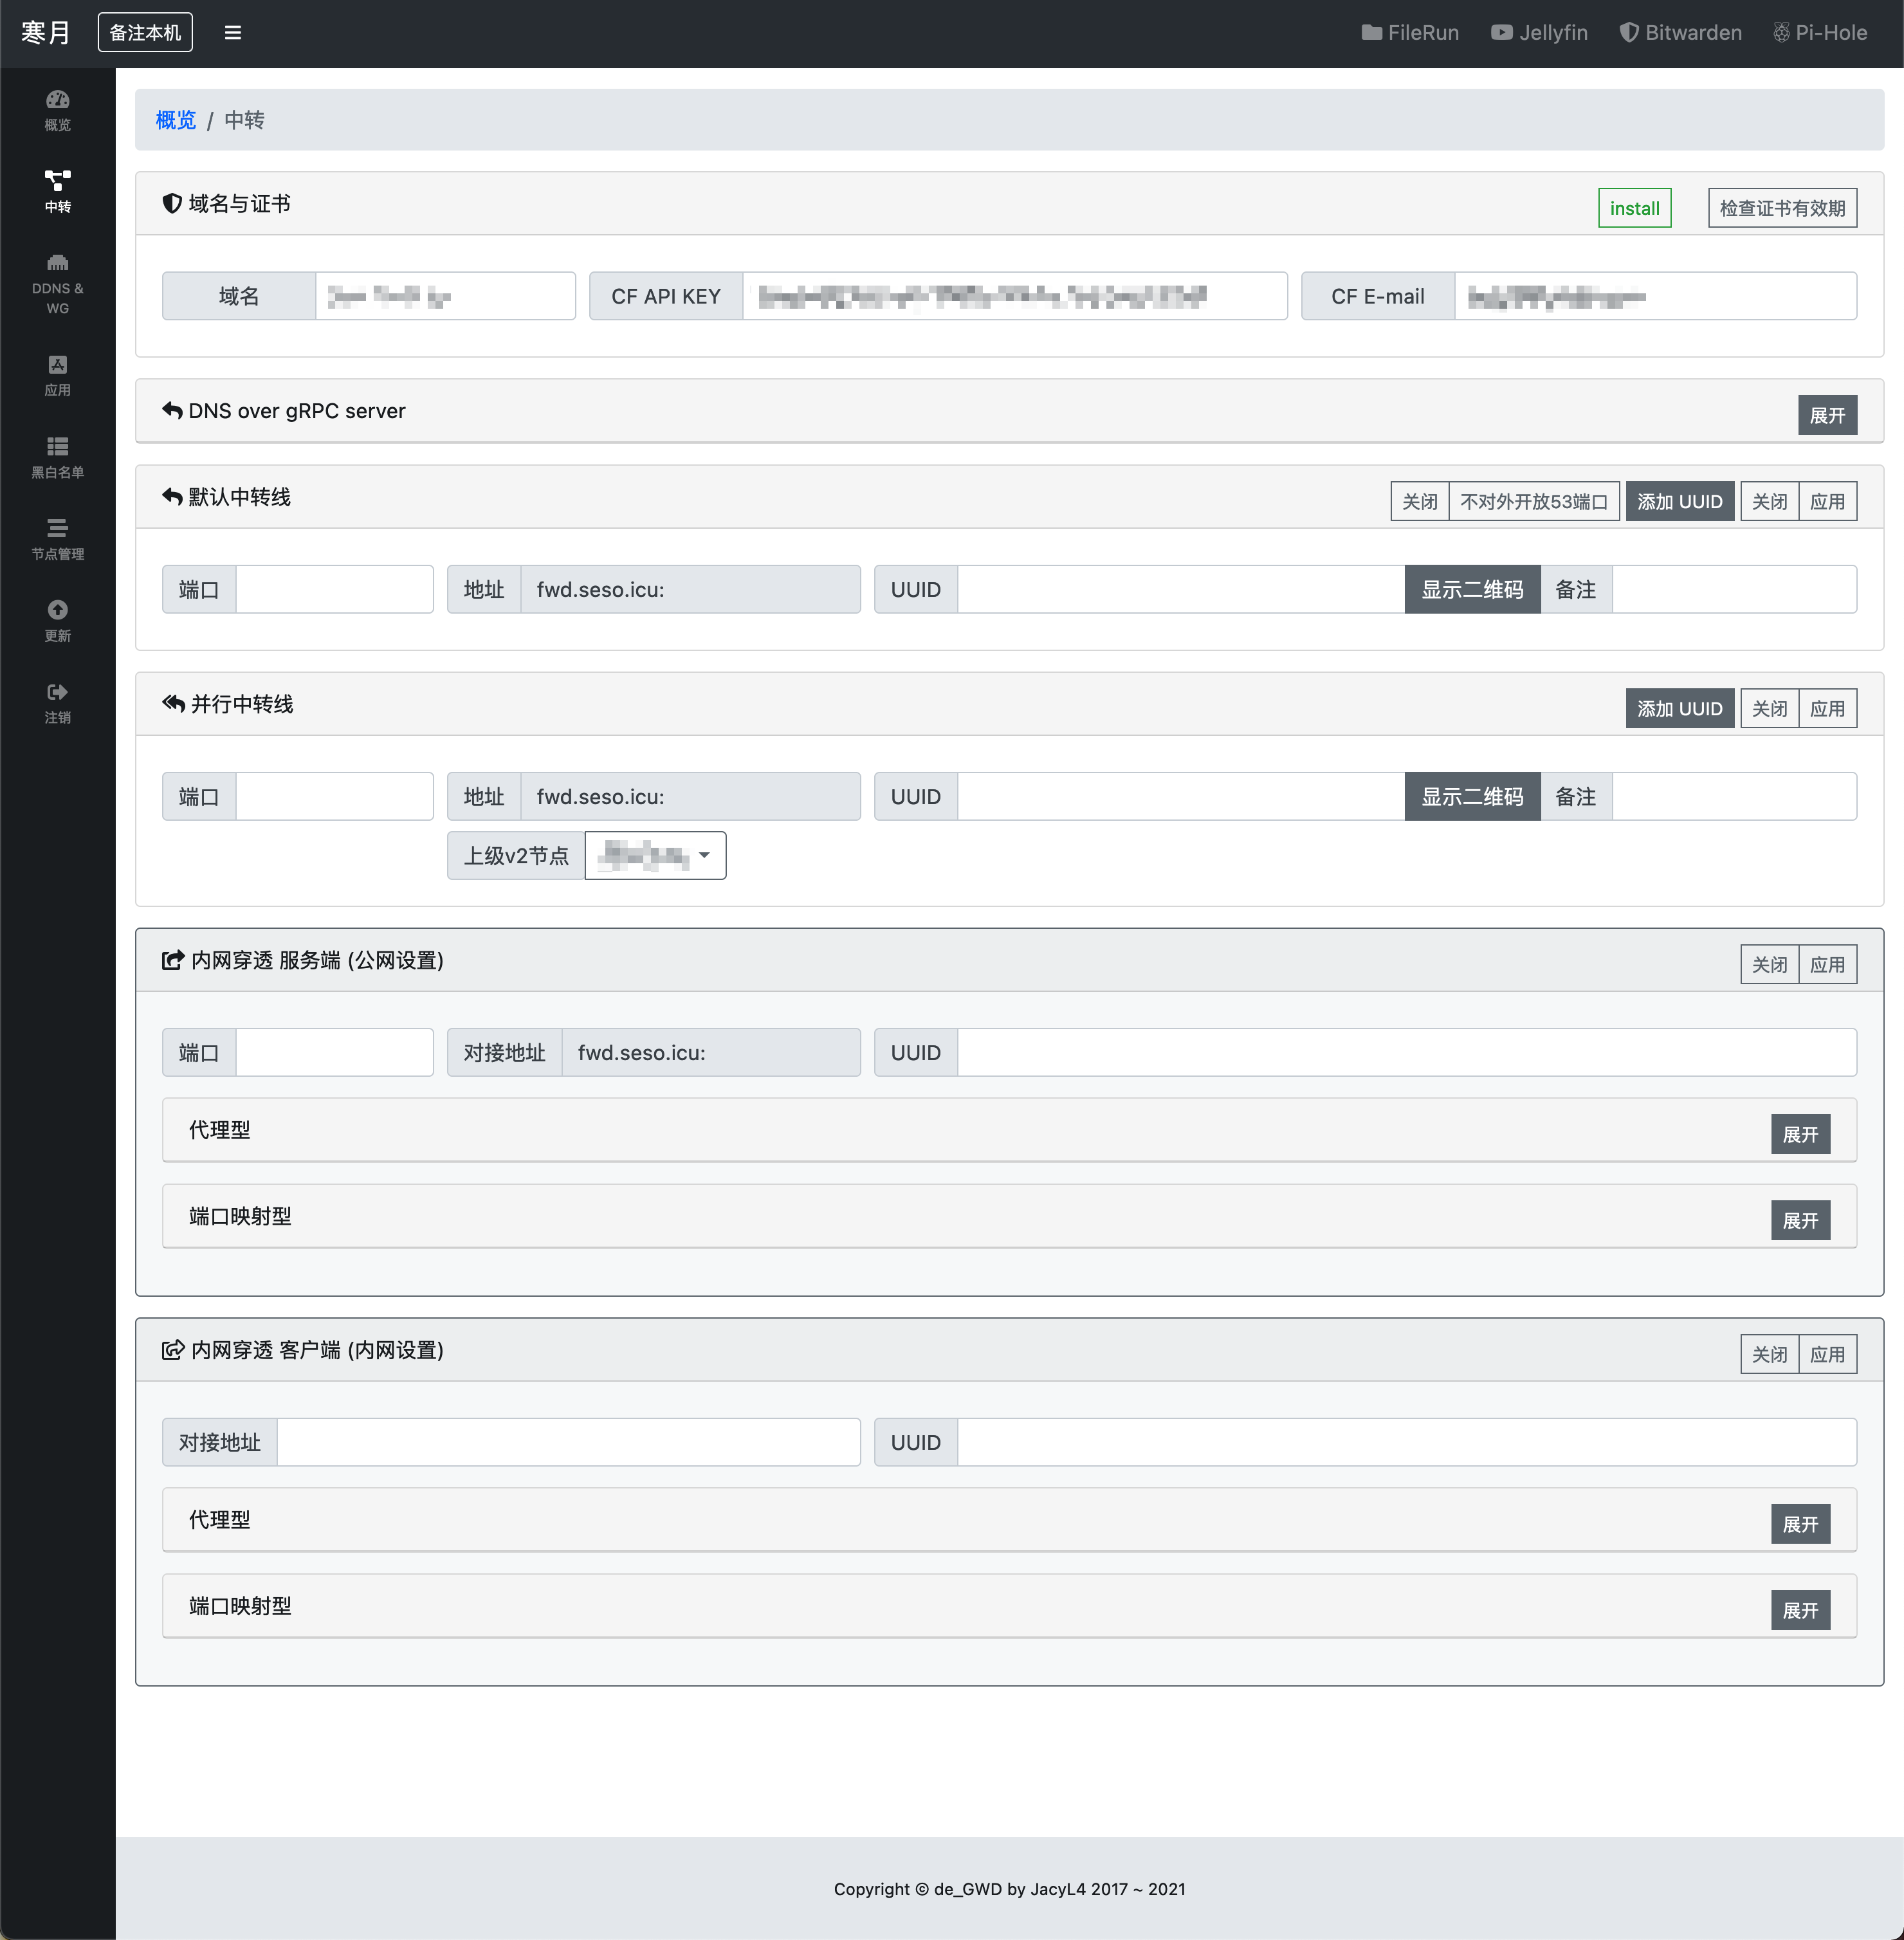 寒月 备注本机 FileRun Jellyfin Bitwarden Pi-Hole
概览
中转
DDNS &
WG
应用
黑白名单
节点管理
更新
注销
概览 / 中转
域名与证书 install 检查证书有效期
域名 CF API KEY CF E-mail
DNS over gRPC server 展开
默认中转线 关闭 不对外开放53端口 添加 UUID 关闭 应用
端口 地址 fwd.seso.icu: UUID 显示二维码 备注
并行中转线 添加 UUID 关闭 应用
端口 地址 fwd.seso.icu: UUID 显示二维码 备注
上级v2节点
内网穿透 服务端 (公网设置) 关闭 应用
端口 对接地址 fwd.seso.icu: UUID
代理型 展开
端口映射型 展开
内网穿透 客户端 (内网设置) 关闭 应用
对接地址 UUID
代理型 展开
端口映射型 展开
Copyright © de_GWD by JacyL4 2017 ~ 2021